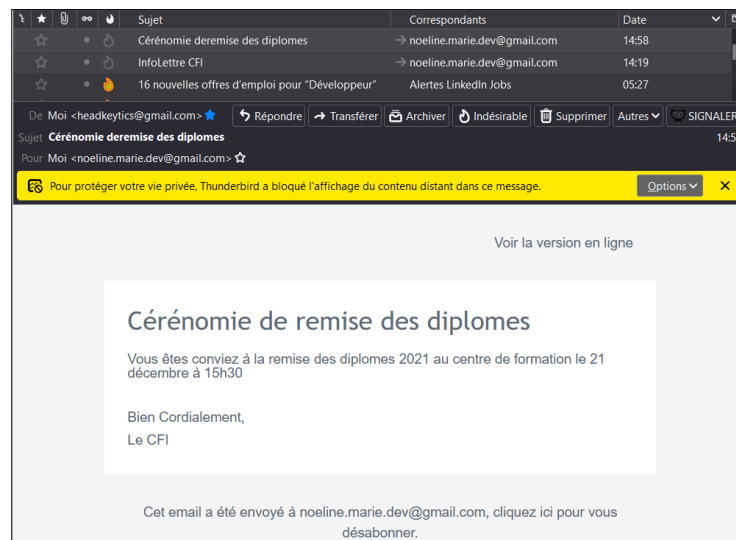 Sujet Correspondants Date
Cérénomie deremise des diplomes → noeline.marie.dev@gmail.com 14:58
InfoLettre CFI → noeline.marie.dev@gmail.com 14:19
16 nouvelles offres d'emploi pour "Développeur" Alertes LinkedIn Jobs 05:27
De Moi <headkeytics@gmail.com> Répondre Transférer Archiver Indésirable Supprimer Autres SIGNALER
Sujet Cérénomie deremise des diplomes 14:5
Pour Moi <noeline.marie.dev@gmail.com>
Pour protéger votre vie privée, Thunderbird a bloqué l'affichage du contenu distant dans ce message. Options
Voir la version en ligne
Cérénomie de remise des diplomes
Vous êtes conviez à la remise des diplomes 2021 au centre de formation le 21
décembre à 15h30
Bien Cordialement,
Le CFI
Cet email a été envoyé à noeline.marie.dev@gmail.com, cliquez ici pour vous
désabonner.